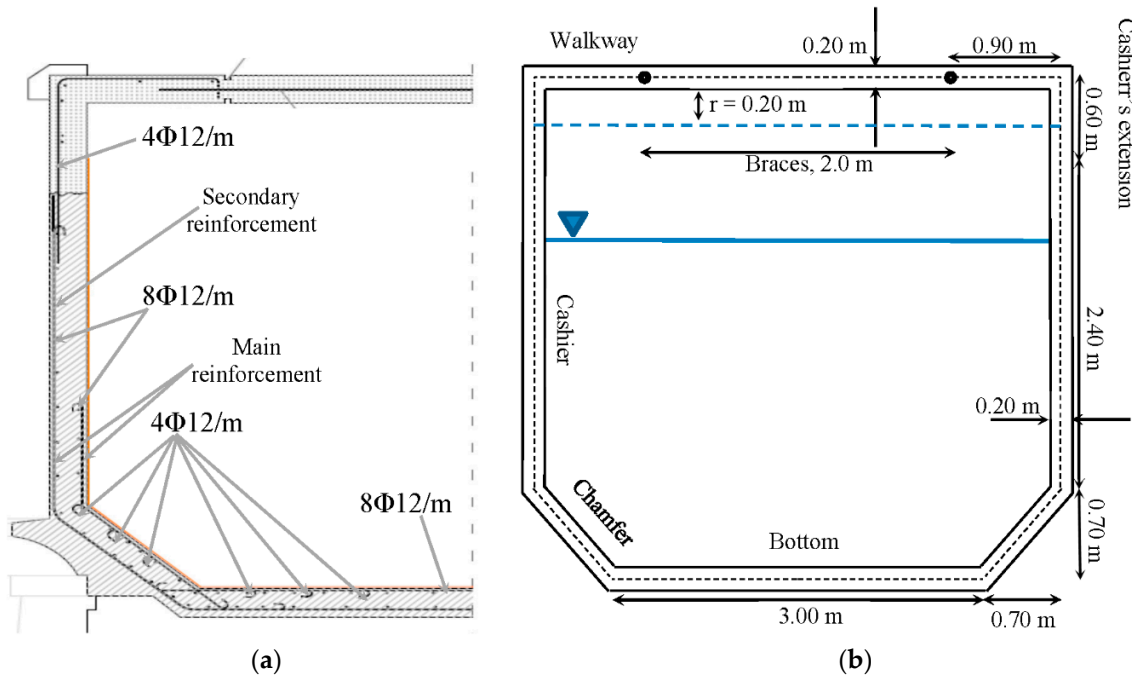 4Φ12/m
Secondary
reinforcement
8Φ12/m
Main
reinforcement
4Φ12/m
8Φ12/m
(a)
Walkway
0.20 m
0.90 m
Cashierr´s extension
0.60 m
r = 0.20 m
Braces, 2.0 m
Cashier
2.40 m
0.20 m
Chamfer
Bottom
0.70 m
3.00 m
0.70 m
(b)